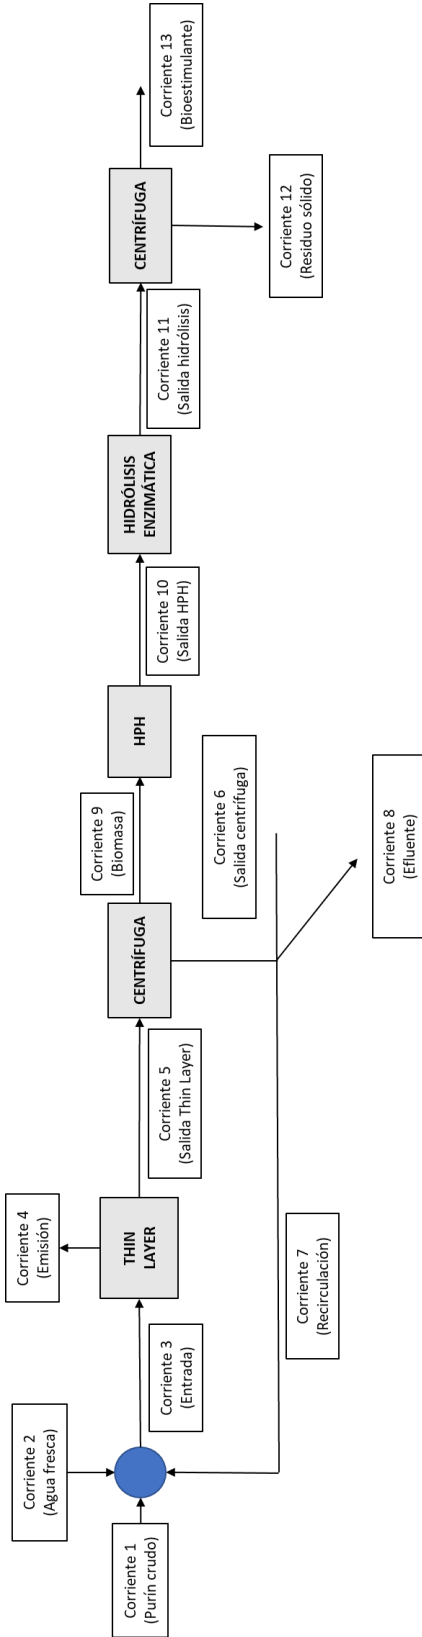 Corriente 1
(Purín crudo)
Corriente 2
(Agua fresca)
Corriente 3
(Entrada)
Corriente 4
(Emisión)
THIN
LAYER
Corriente 5
(Salida Thin Layer)
CENTRÍFUGA
Corriente 6
(Salida centrífuga)
Corriente 7
(Recirculación)
Corriente 8
(Efluente)
Corriente 9
(Biomasa)
HPH
Corriente 10
(Salida HPH)
HIDRÓLISIS
ENZIMÁTICA
Corriente 11
(Salida hidrólisis)
CENTRÍFUGA
Corriente 12
(Residuo sólido)
Corriente 13
(Bioestimulante)